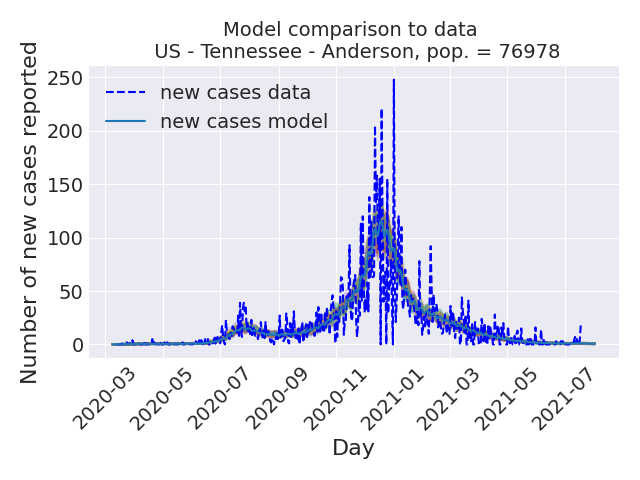 Model comparison to data
US - Tennessee - Anderson, pop. = 76978
Number of new cases reported
250
200
150
100
50
0
new cases data
new cases model
2020-03
2020-05
2020-07
2020-09
2020-11
2021-01
2021-03
2021-05
2021-07
Day